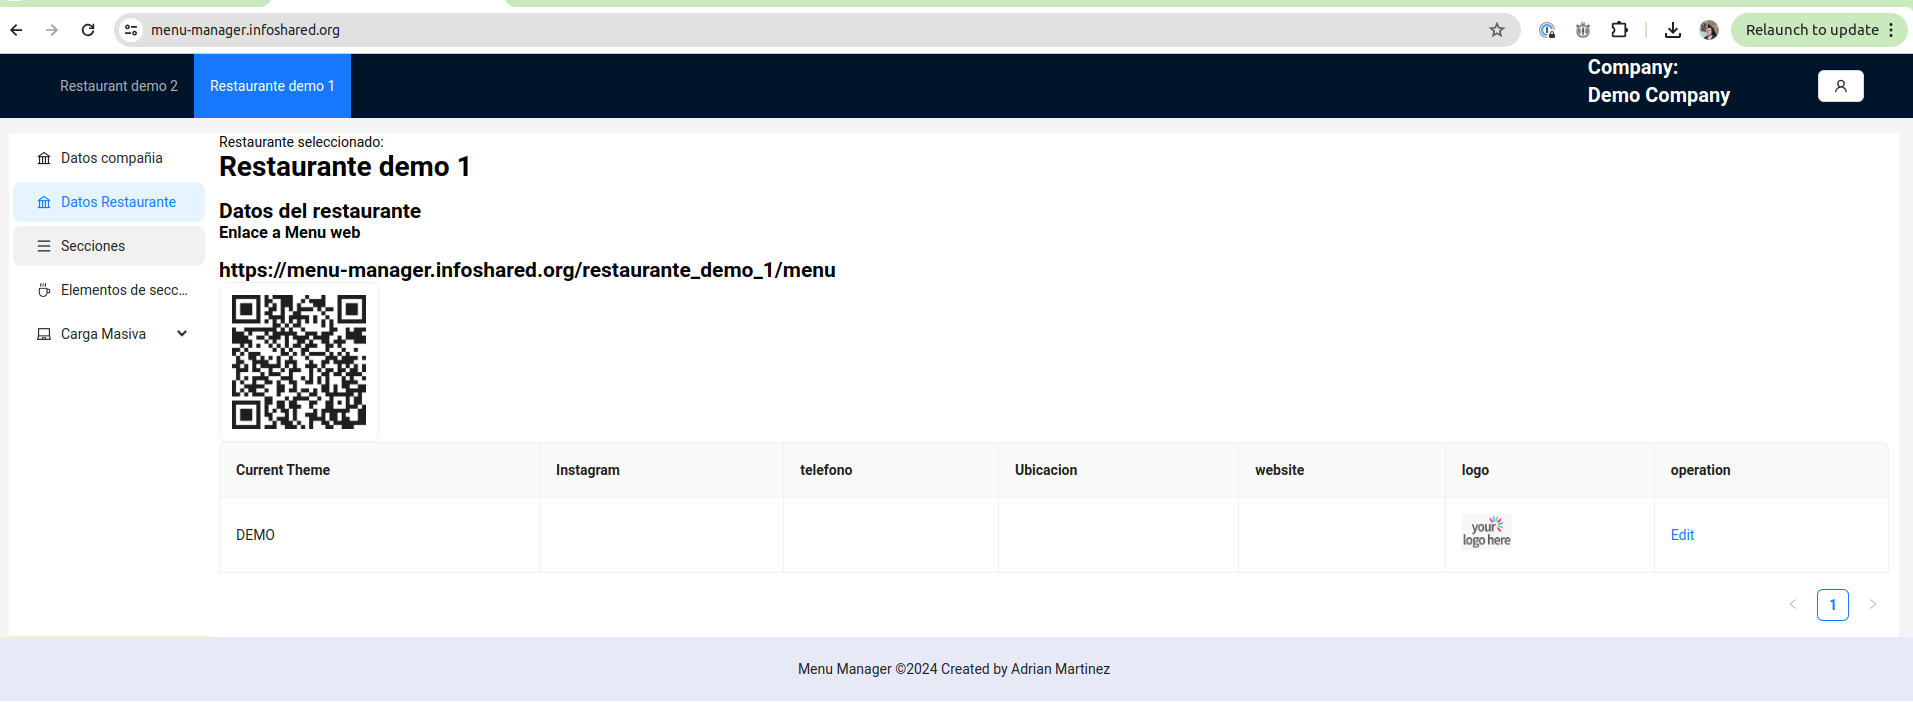 menu-manager.infoshared.org
Relaunch to update
Restaurant demo 2
Restaurante demo 1
Company:
Demo Company
Datos compañia
Datos Restaurante
Secciones
Elementos de secc...
Carga Masiva
Restaurante seleccionado:
Restaurante demo 1
Datos del restaurante
Enlace a Menu web
https://menu-manager.infoshared.org/restaurante_demo_1/menu
Current Theme Instagram telefono Ubicacion website logo operation
DEMO your logo here Edit
1
Menu Manager ©2024 Created by Adrian Martinez